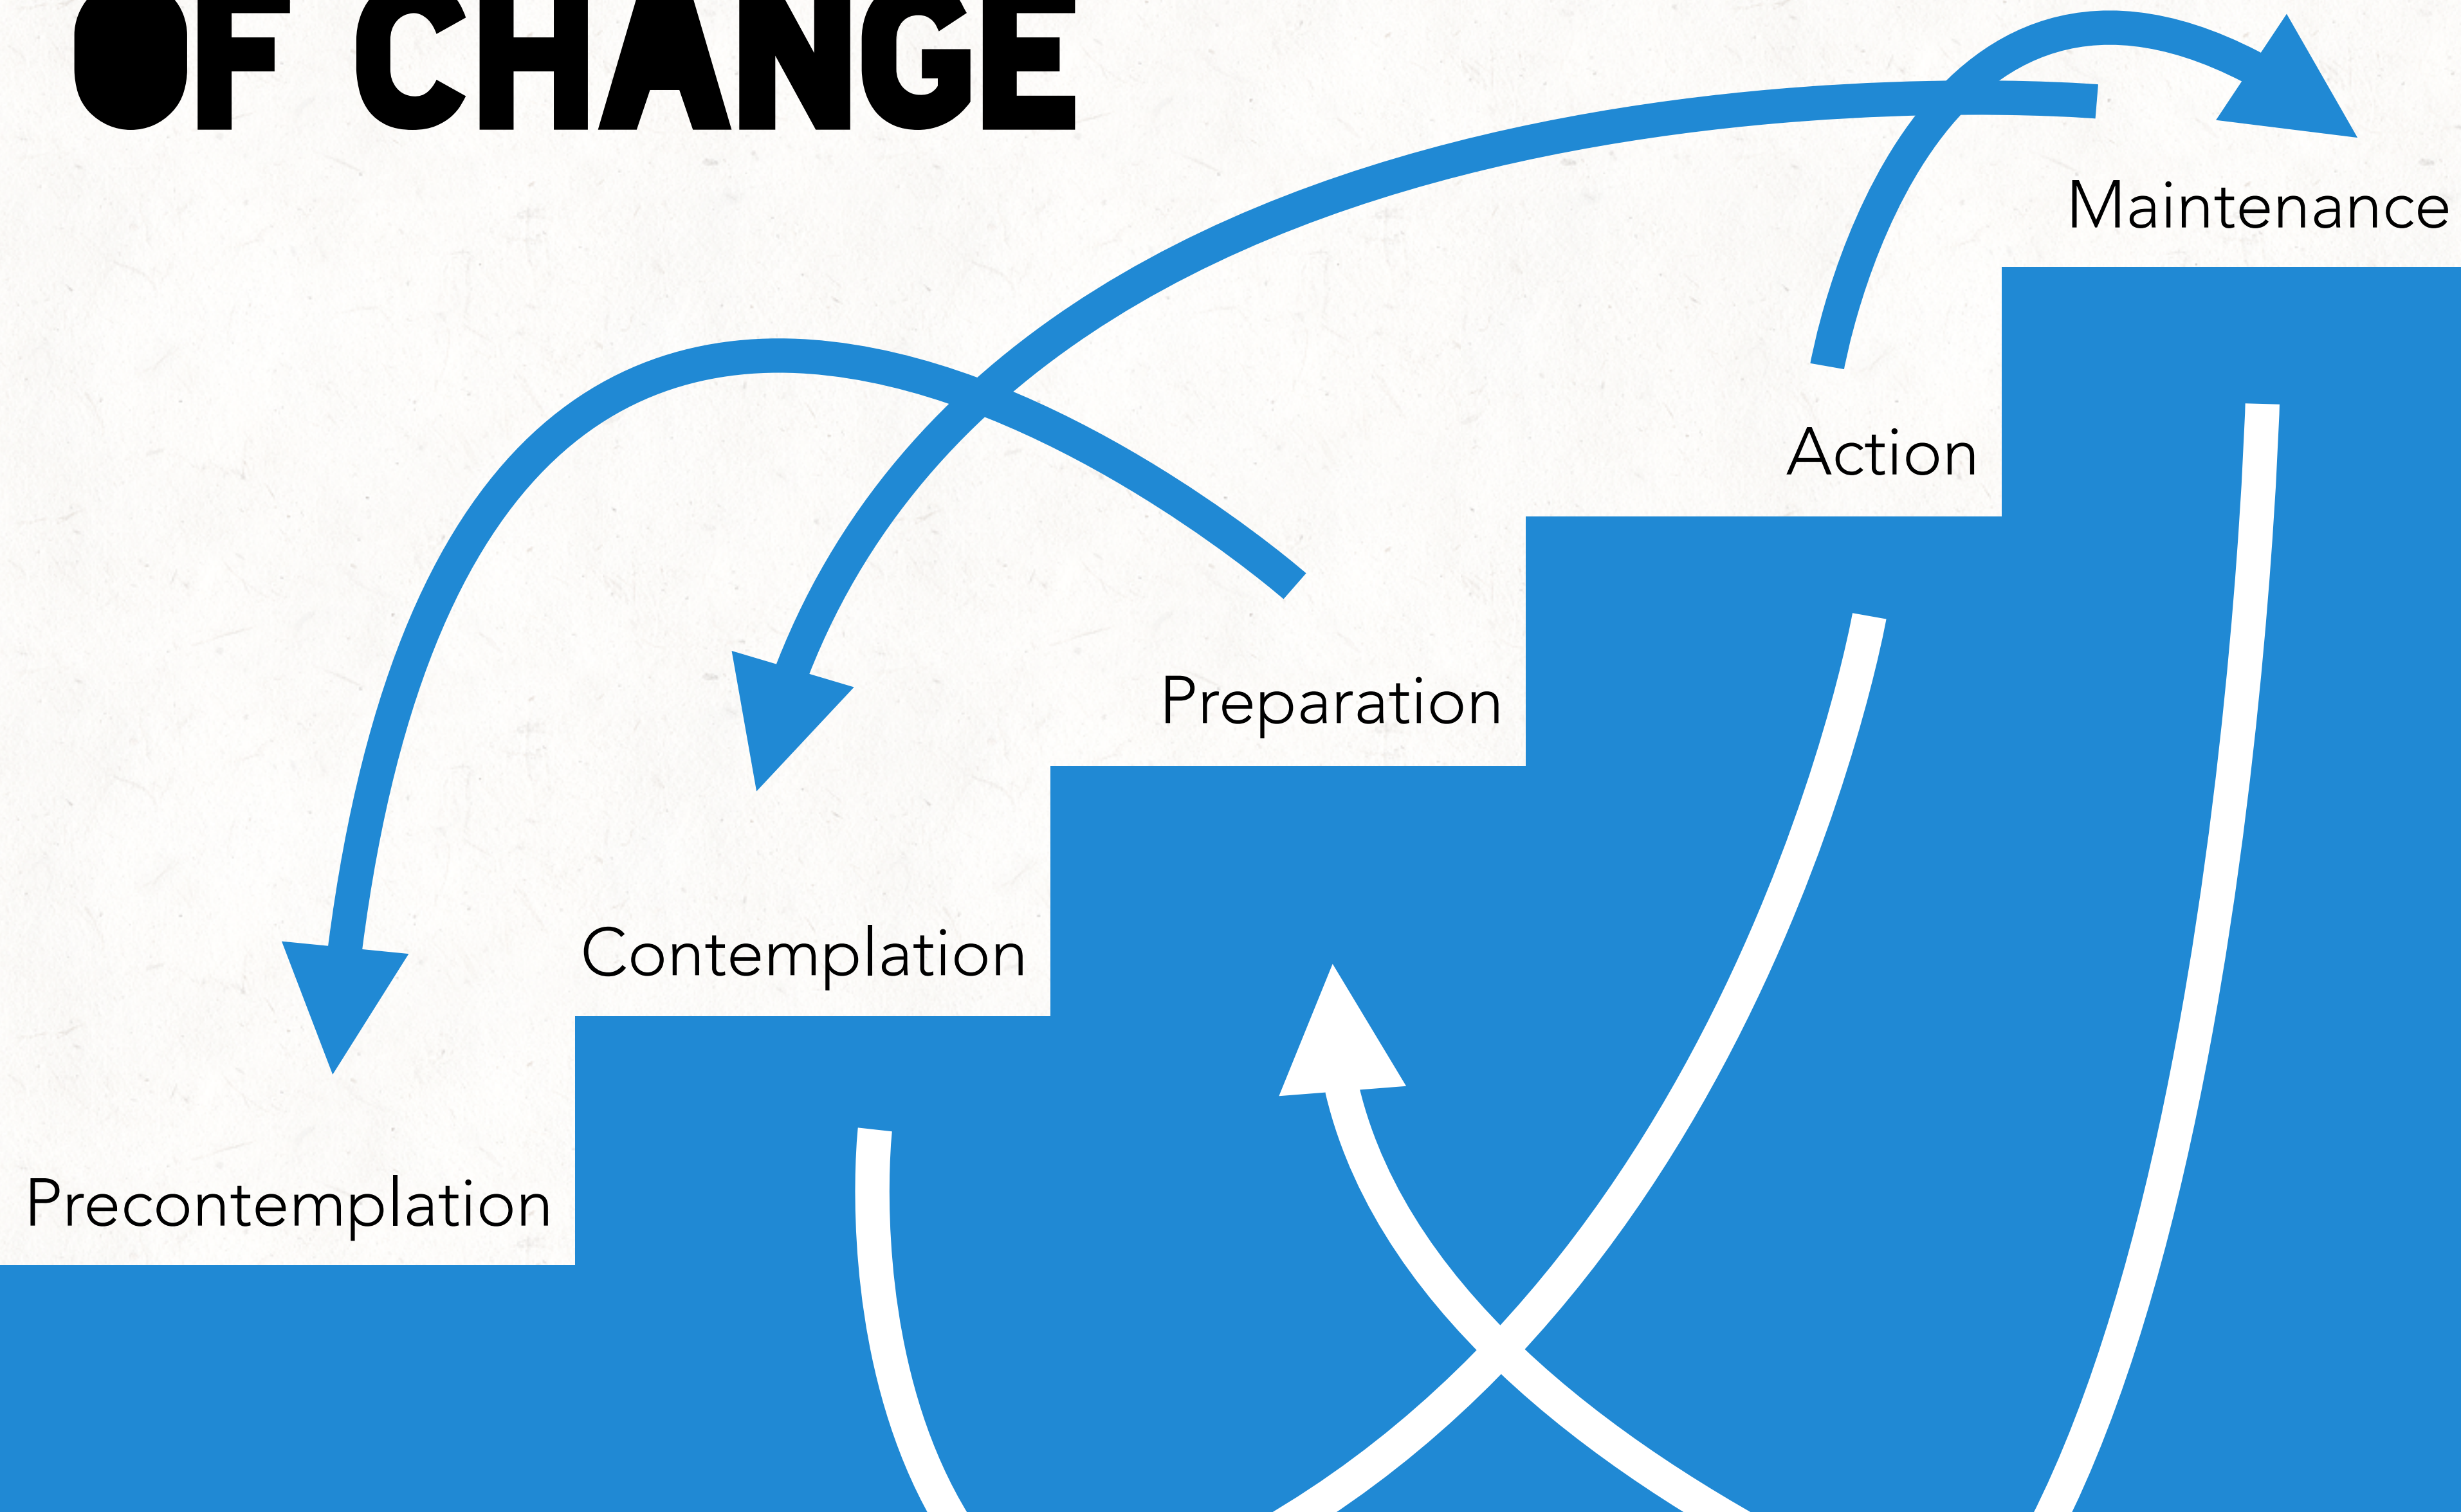 OF CHANGE
Maintenance
Action
Preparation
Contemplation
Precontemplation